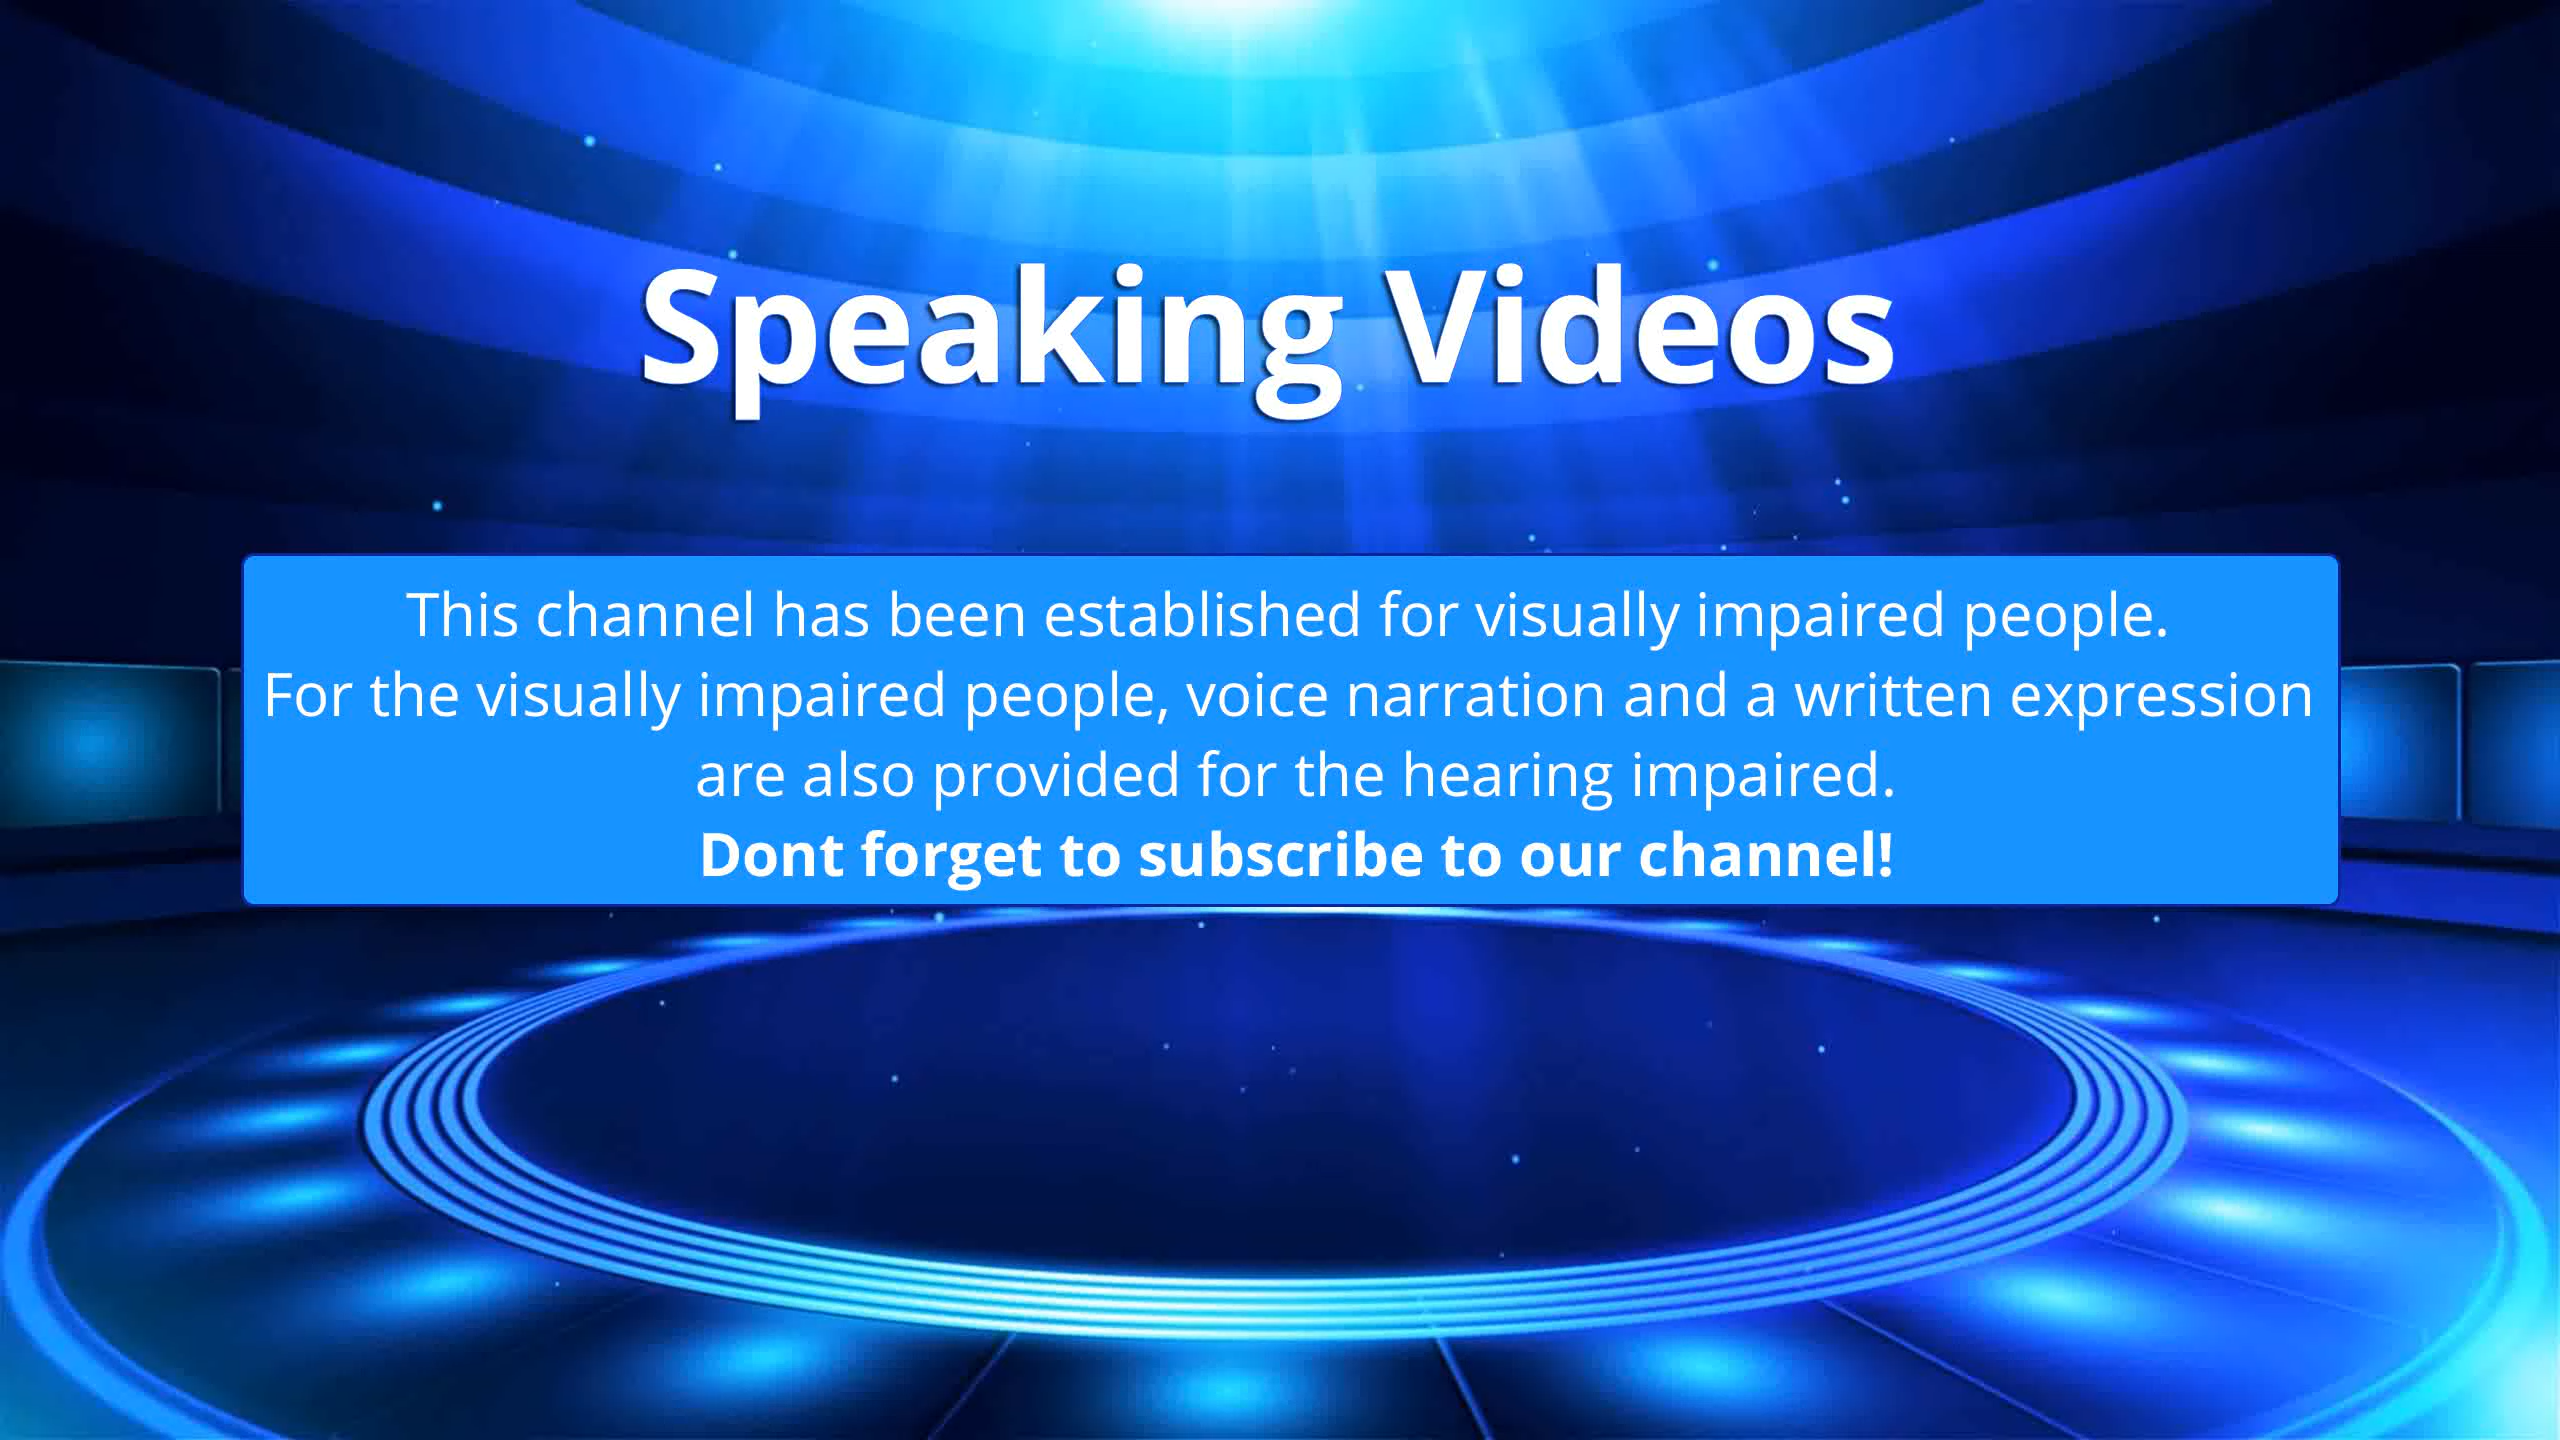 Speaking Videos
This channel has been established for visually impaired people.
For the visually impaired people, voice narration and a written expression
are also provided for the hearing impaired.
Dont forget to subscribe to our channel!